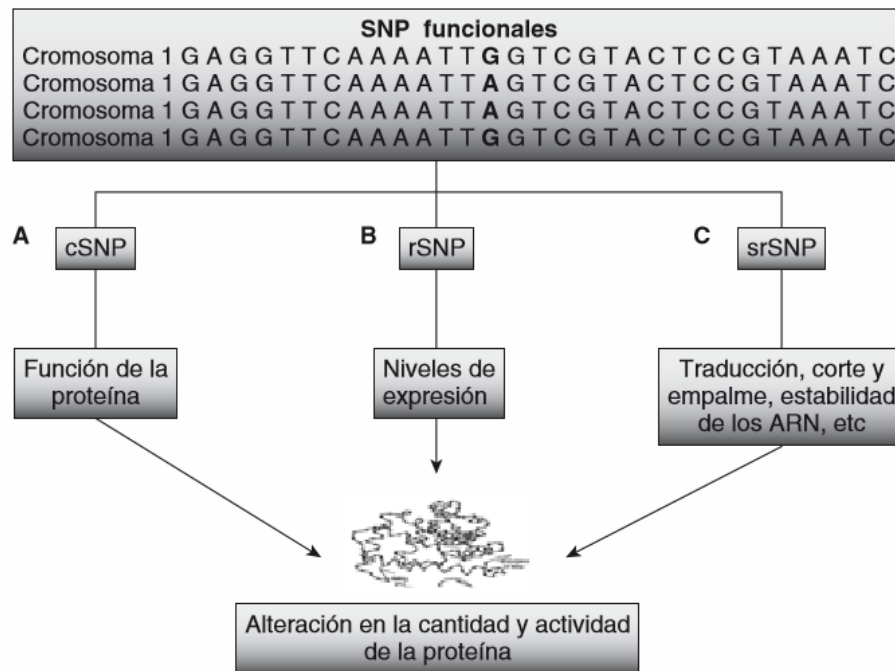 SNP funcionales
Cromosoma 1 G A G G T T C A A A A T T G G T C G T A C T C C G T A A A T C
Cromosoma 1 G A G G T T C A A A A T T A G T C G T A C T C C G T A A A T C
Cromosoma 1 G A G G T T C A A A A T T A G T C G T A C T C C G T A A A T C
Cromosoma 1 G A G G T T C A A A A T T G G T C G T A C T C C G T A A A T C
A
cSNP
B
rSNP
C
srSNP
Función de la
proteína
Niveles de
expresión
Traducción, corte y
empalme, estabilidad
de los ARN, etc
Alteración en la cantidad y actividad
de la proteína